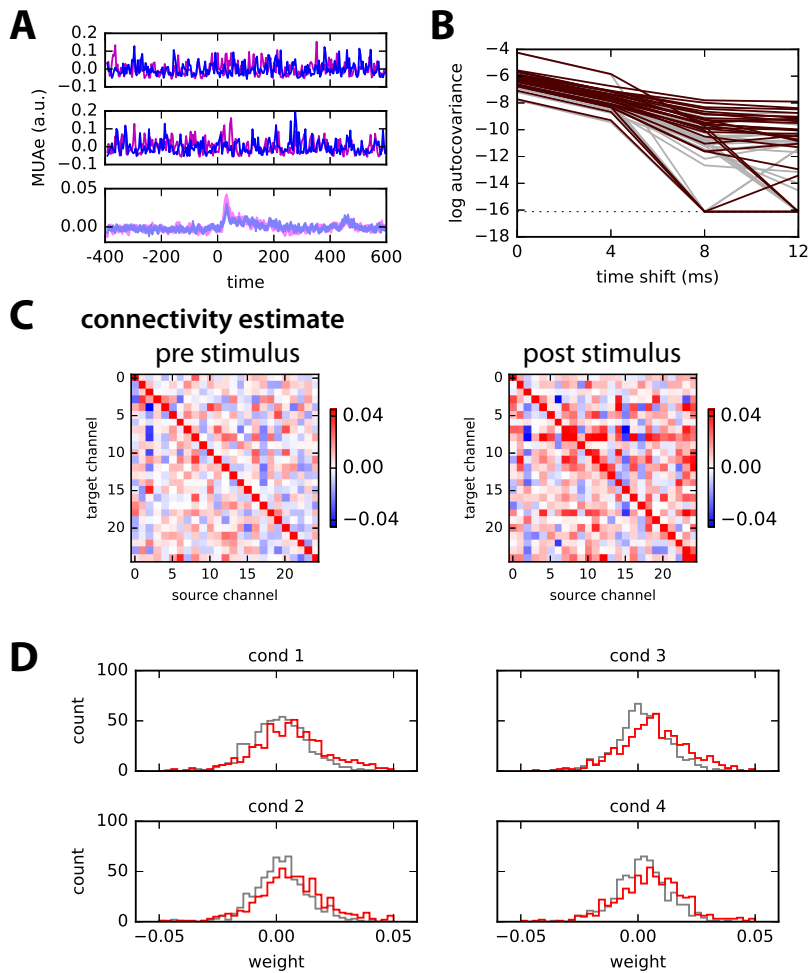 A
0.2
0.1
0.0
−0.1
0.2
0.1
0.0
−0.1
0.05
0.00
MUAe (a.u.)
-400 -200 0 200 400 600
time
B
−4
−6
−8
−10
−12
−14
−16
−18
log autocovariance
0 4 8 12
time shift (ms)
C
connectivity estimate
pre stimulus
0
5
10
15
20
target channel
0 5 10 15 20
source channel
0.04
0.00
−0.04
post stimulus
0
5
10
15
20
target channel
0 5 10 15 20
source channel
0.04
0.00
−0.04
D
cond 1
100
50
0
count
cond 3
cond 2
100
50
0
count
−0.05 0.00 0.05
weight
cond 4
−0.05 0.00 0.05
weight